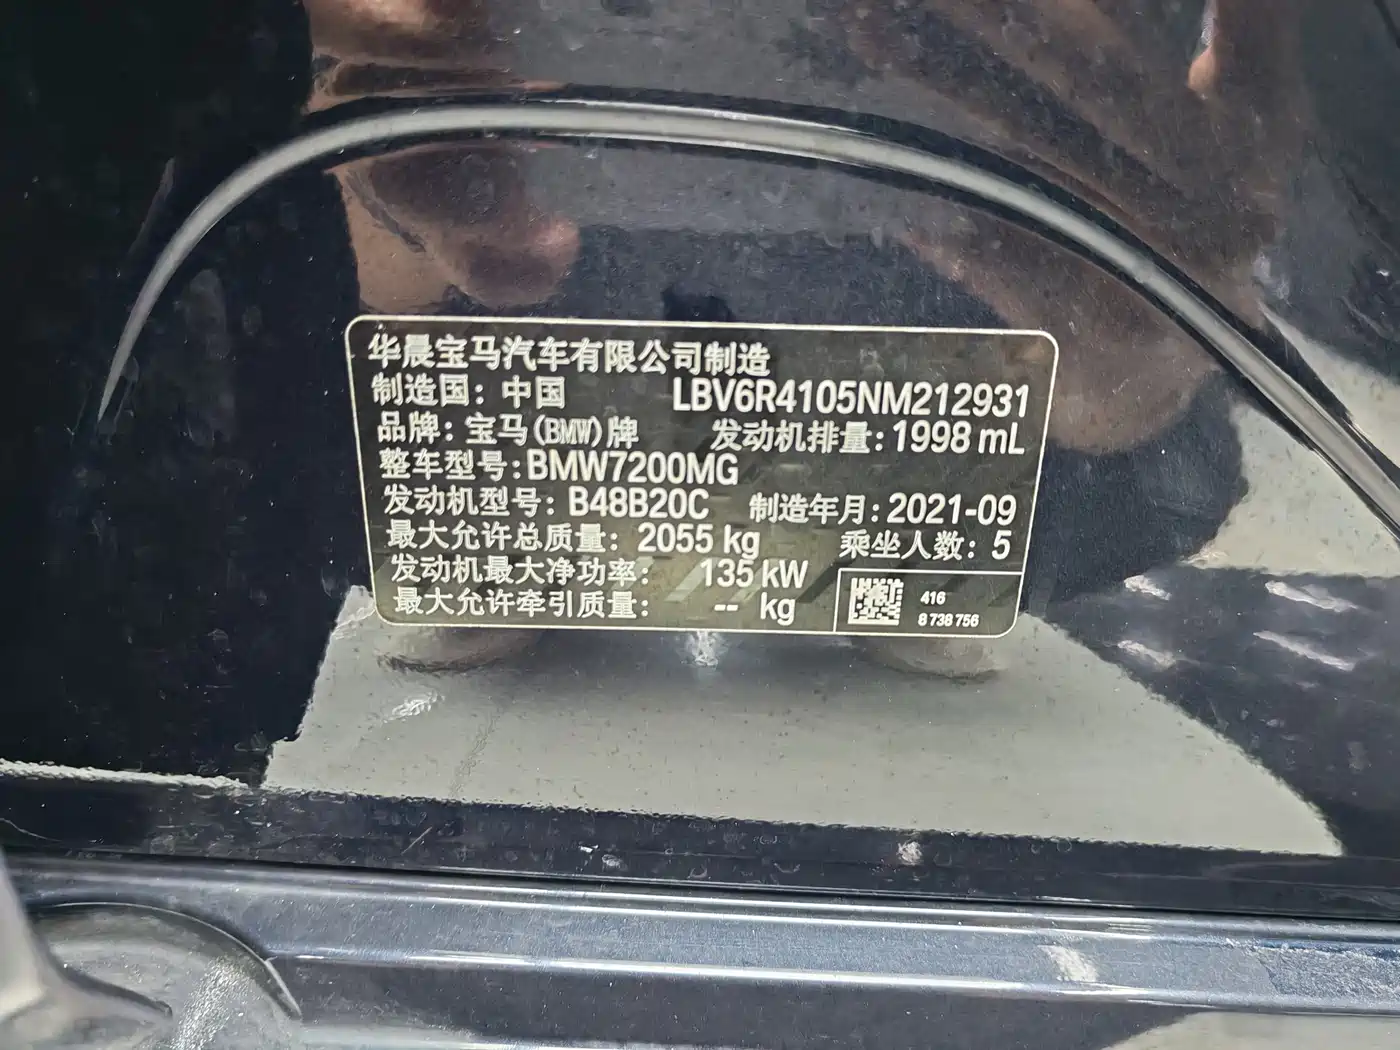 华晨宝马汽车有限公司制造
制造国：中国 LBV6R4105NM212931
品牌：宝马(BMW)牌 发动机排量：1998 mL
整车型号：BMW7200MG
发动机型号：B48B20C 制造年月：2021-09
最大允许总质量：2055 kg 乘坐人数：5
发动机最大净功率：135 kW
最大允许牵引质量：-- kg
416
8 738 756